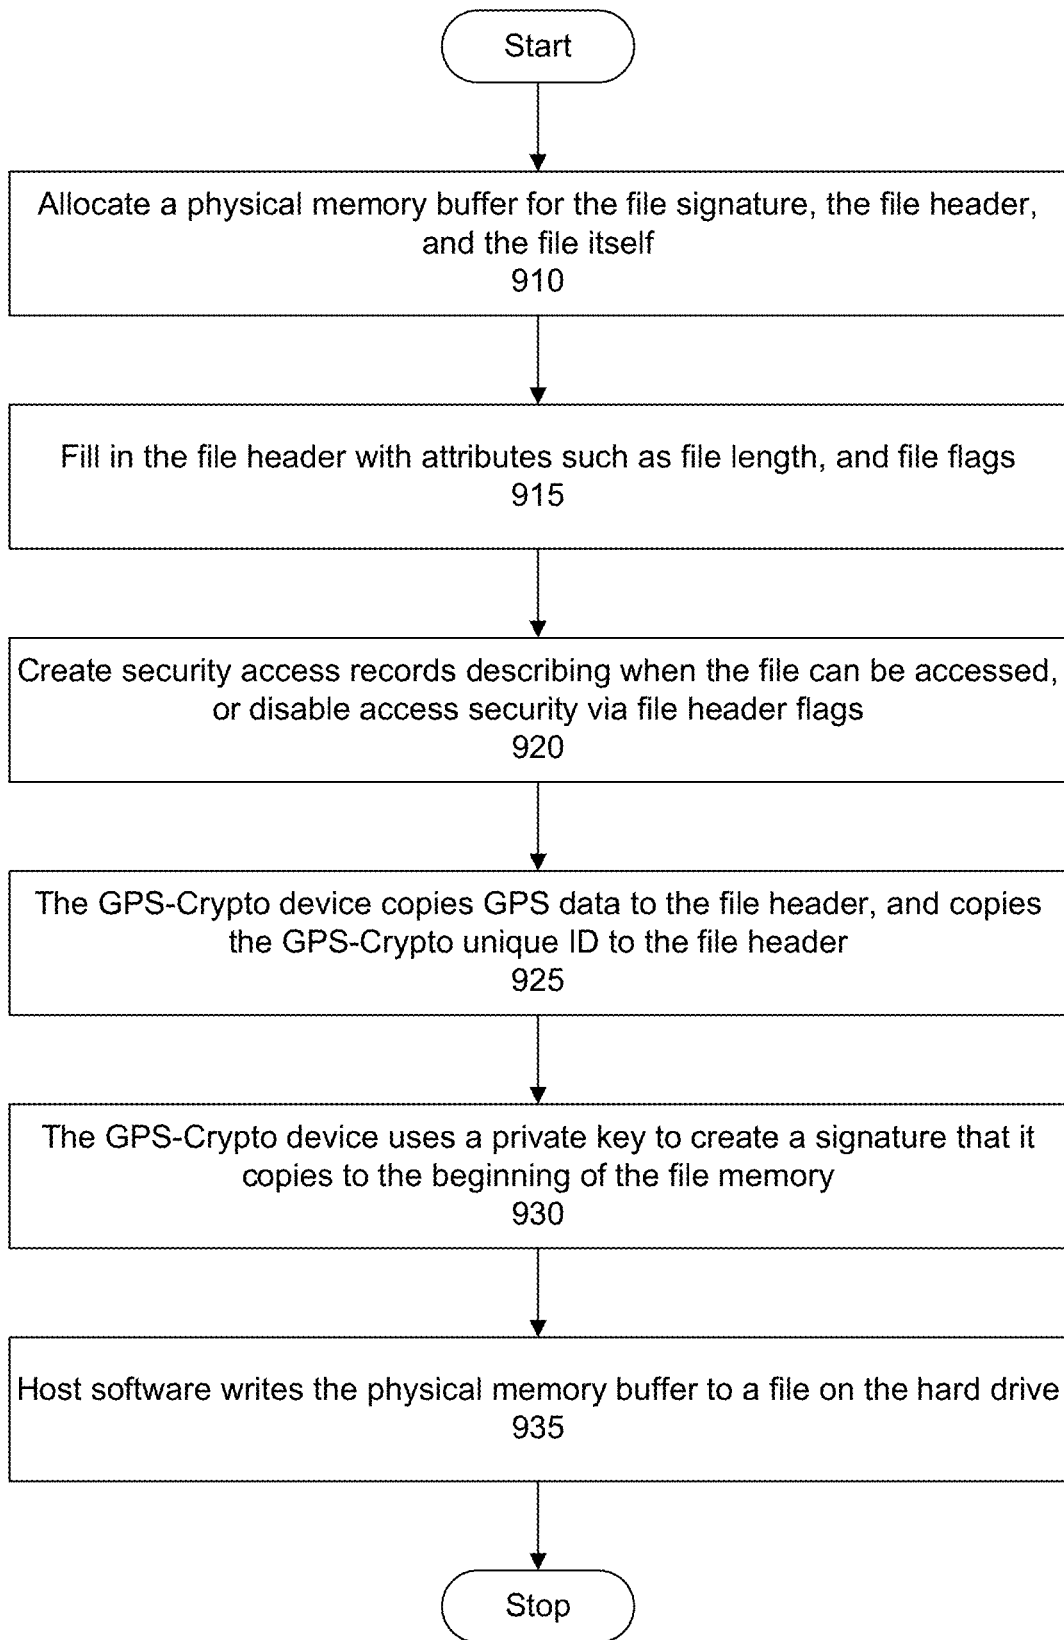 Start
Allocate a physical memory buffer for the file signature, the file header,
and the file itself
910
Fill in the file header with attributes such as file length, and file flags
915
Create security access records describing when the file can be accessed,
or disable access security via file header flags
920
The GPS-Crypto device copies GPS data to the file header, and copies
the GPS-Crypto unique ID to the file header
925
The GPS-Crypto device uses a private key to create a signature that it
copies to the beginning of the file memory
930
Host software writes the physical memory buffer to a file on the hard drive
935
Stop